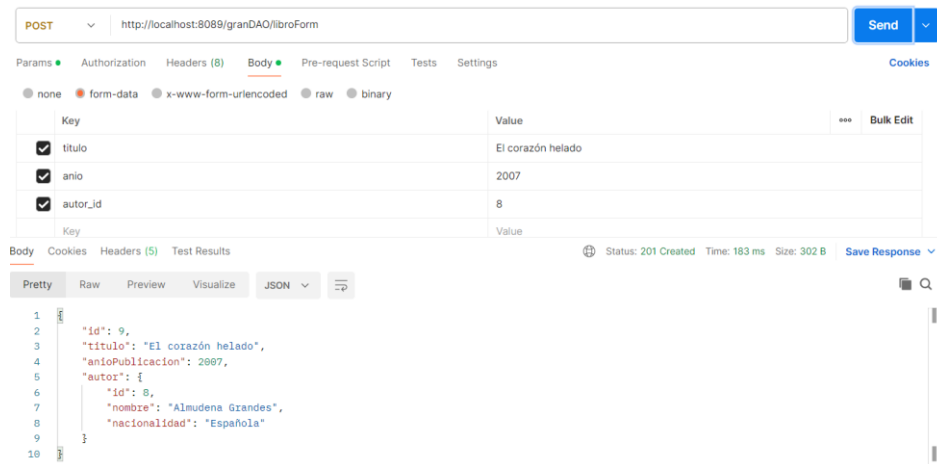 POST http://localhost:8089/granDAO/libroForm Send
Params Authorization Headers (8) Body Pre-request Script Tests Settings Cookies
none form-data x-www-form-urlencoded raw binary
Key Value ooo Bulk Edit
titulo El corazón helado
anio 2007
autor_id 8
Key Value
Body Cookies Headers (5) Test Results Status: 201 Created Time: 183 ms Size: 302 B Save Response
Pretty Raw Preview Visualize JSON
1 {
2 "id": 9,
3 "titulo": "El corazón helado",
4 "anioPublicacion": 2007,
5 "autor": {
6 "id": 8,
7 "nombre": "Almudena Grandes",
8 "nacionalidad": "Española"
9 }
10 }